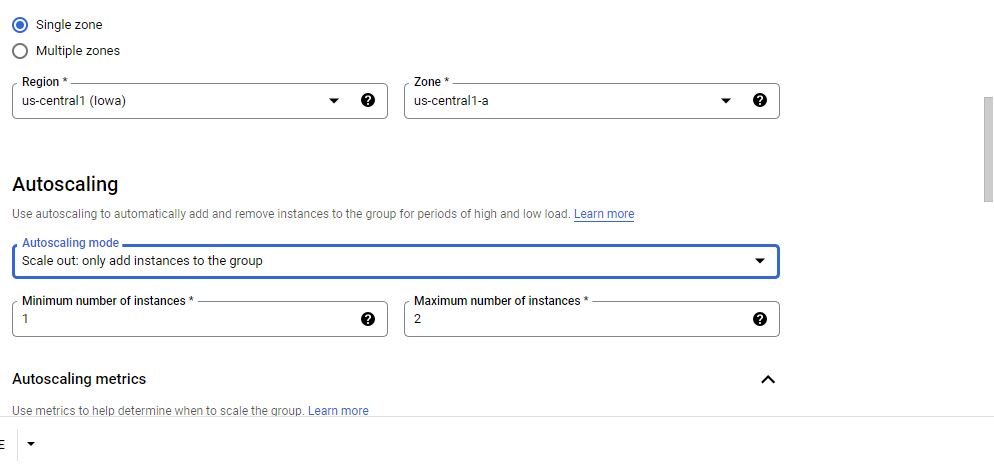 Single zone
Multiple zones
Region *
us-central1 (Iowa)
Zone *
us-central1-a
Autoscaling
Use autoscaling to automatically add and remove instances to the group for periods of high and low load. Learn more
Autoscaling mode
Scale out: only add instances to the group
Minimum number of instances *
1
Maximum number of instances *
2
Autoscaling metrics
Use metrics to help determine when to scale the group. Learn more